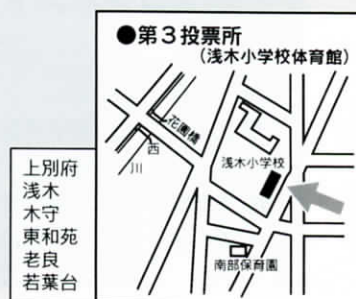 ●第3投票所
(浅木小学校体育館)
花園橋
西
川
浅木小学校
南部保育園
上別府
浅木
木守
東和苑
老良
若葉台